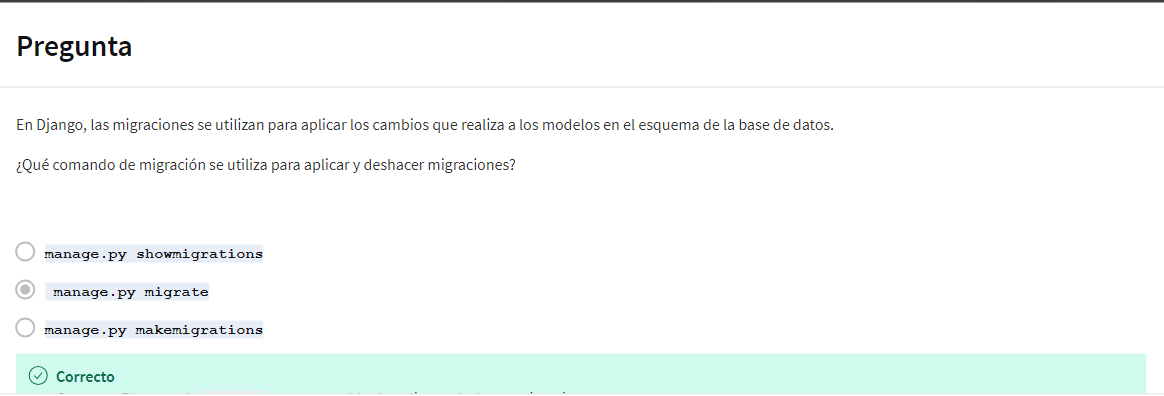 Pregunta
En Django, las migraciones se utilizan para aplicar los cambios que realiza a los modelos en el esquema de la base de datos.
¿Qué comando de migración se utiliza para aplicar y deshacer migraciones?
manage.py showmigrations
manage.py migrate
manage.py makemigrations
Correcto